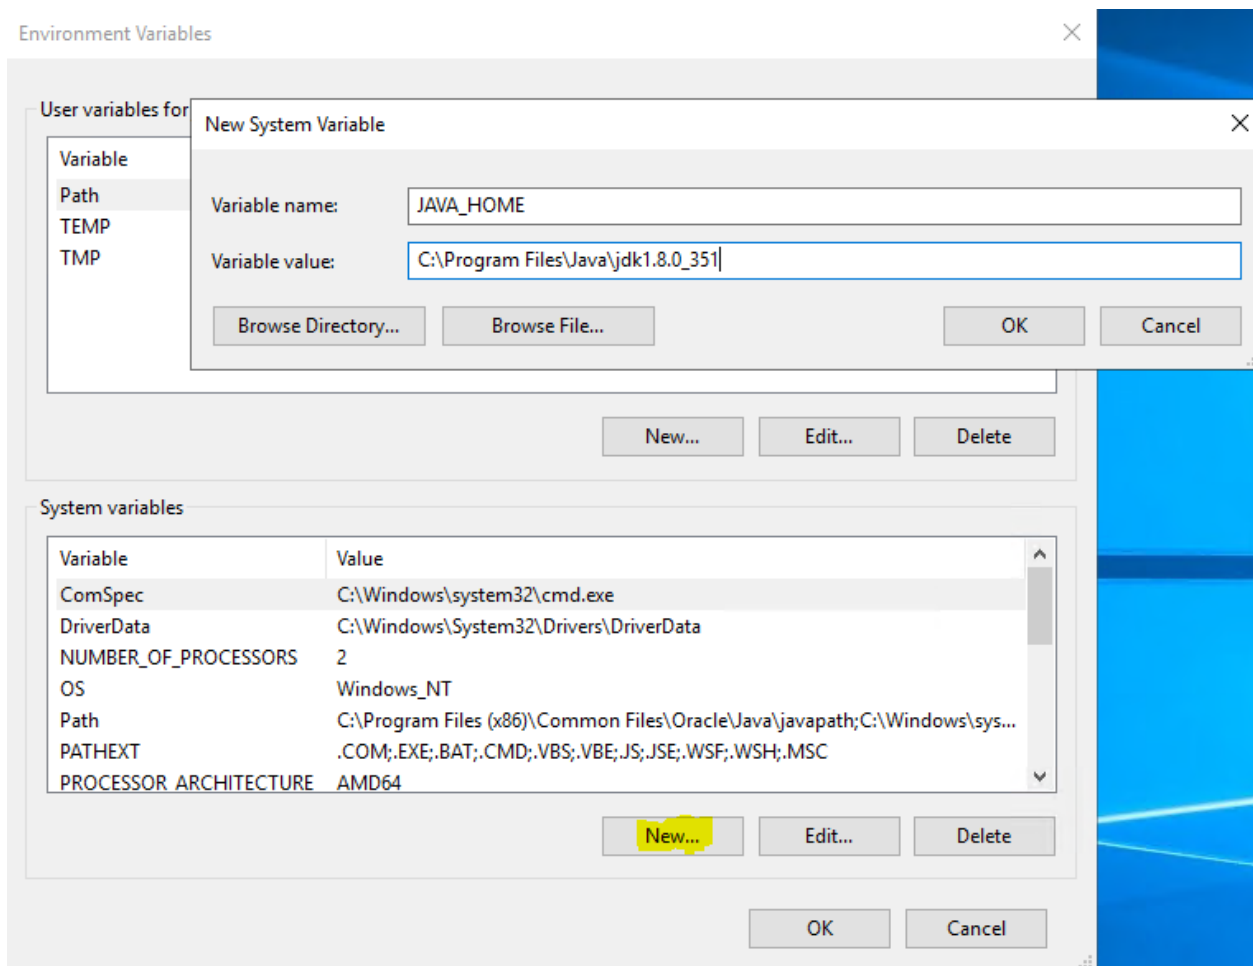 Environment Variables
User variables for
New System Variable
Variable
Path
TEMP
TMP
Variable name:
JAVA_HOME
Variable value:
C:\Program Files\Java\jdk1.8.0_351
Browse Directory...
Browse File...
OK
Cancel
New...
Edit...
Delete
System variables
Variable Value
ComSpec C:\Windows\system32\cmd.exe
DriverData C:\Windows\System32\Drivers\DriverData
NUMBER_OF_PROCESSORS 2
OS Windows_NT
Path C:\Program Files (x86)\Common Files\Oracle\Java\javapath;C:\Windows\sys...
PATHEXT .COM;.EXE;.BAT;.CMD;.VBS;.VBE;.JS;.JSE;.WSF;.WSH;.MSC
PROCESSOR_ARCHITECTURE AMD64
New...
Edit...
Delete
OK
Cancel